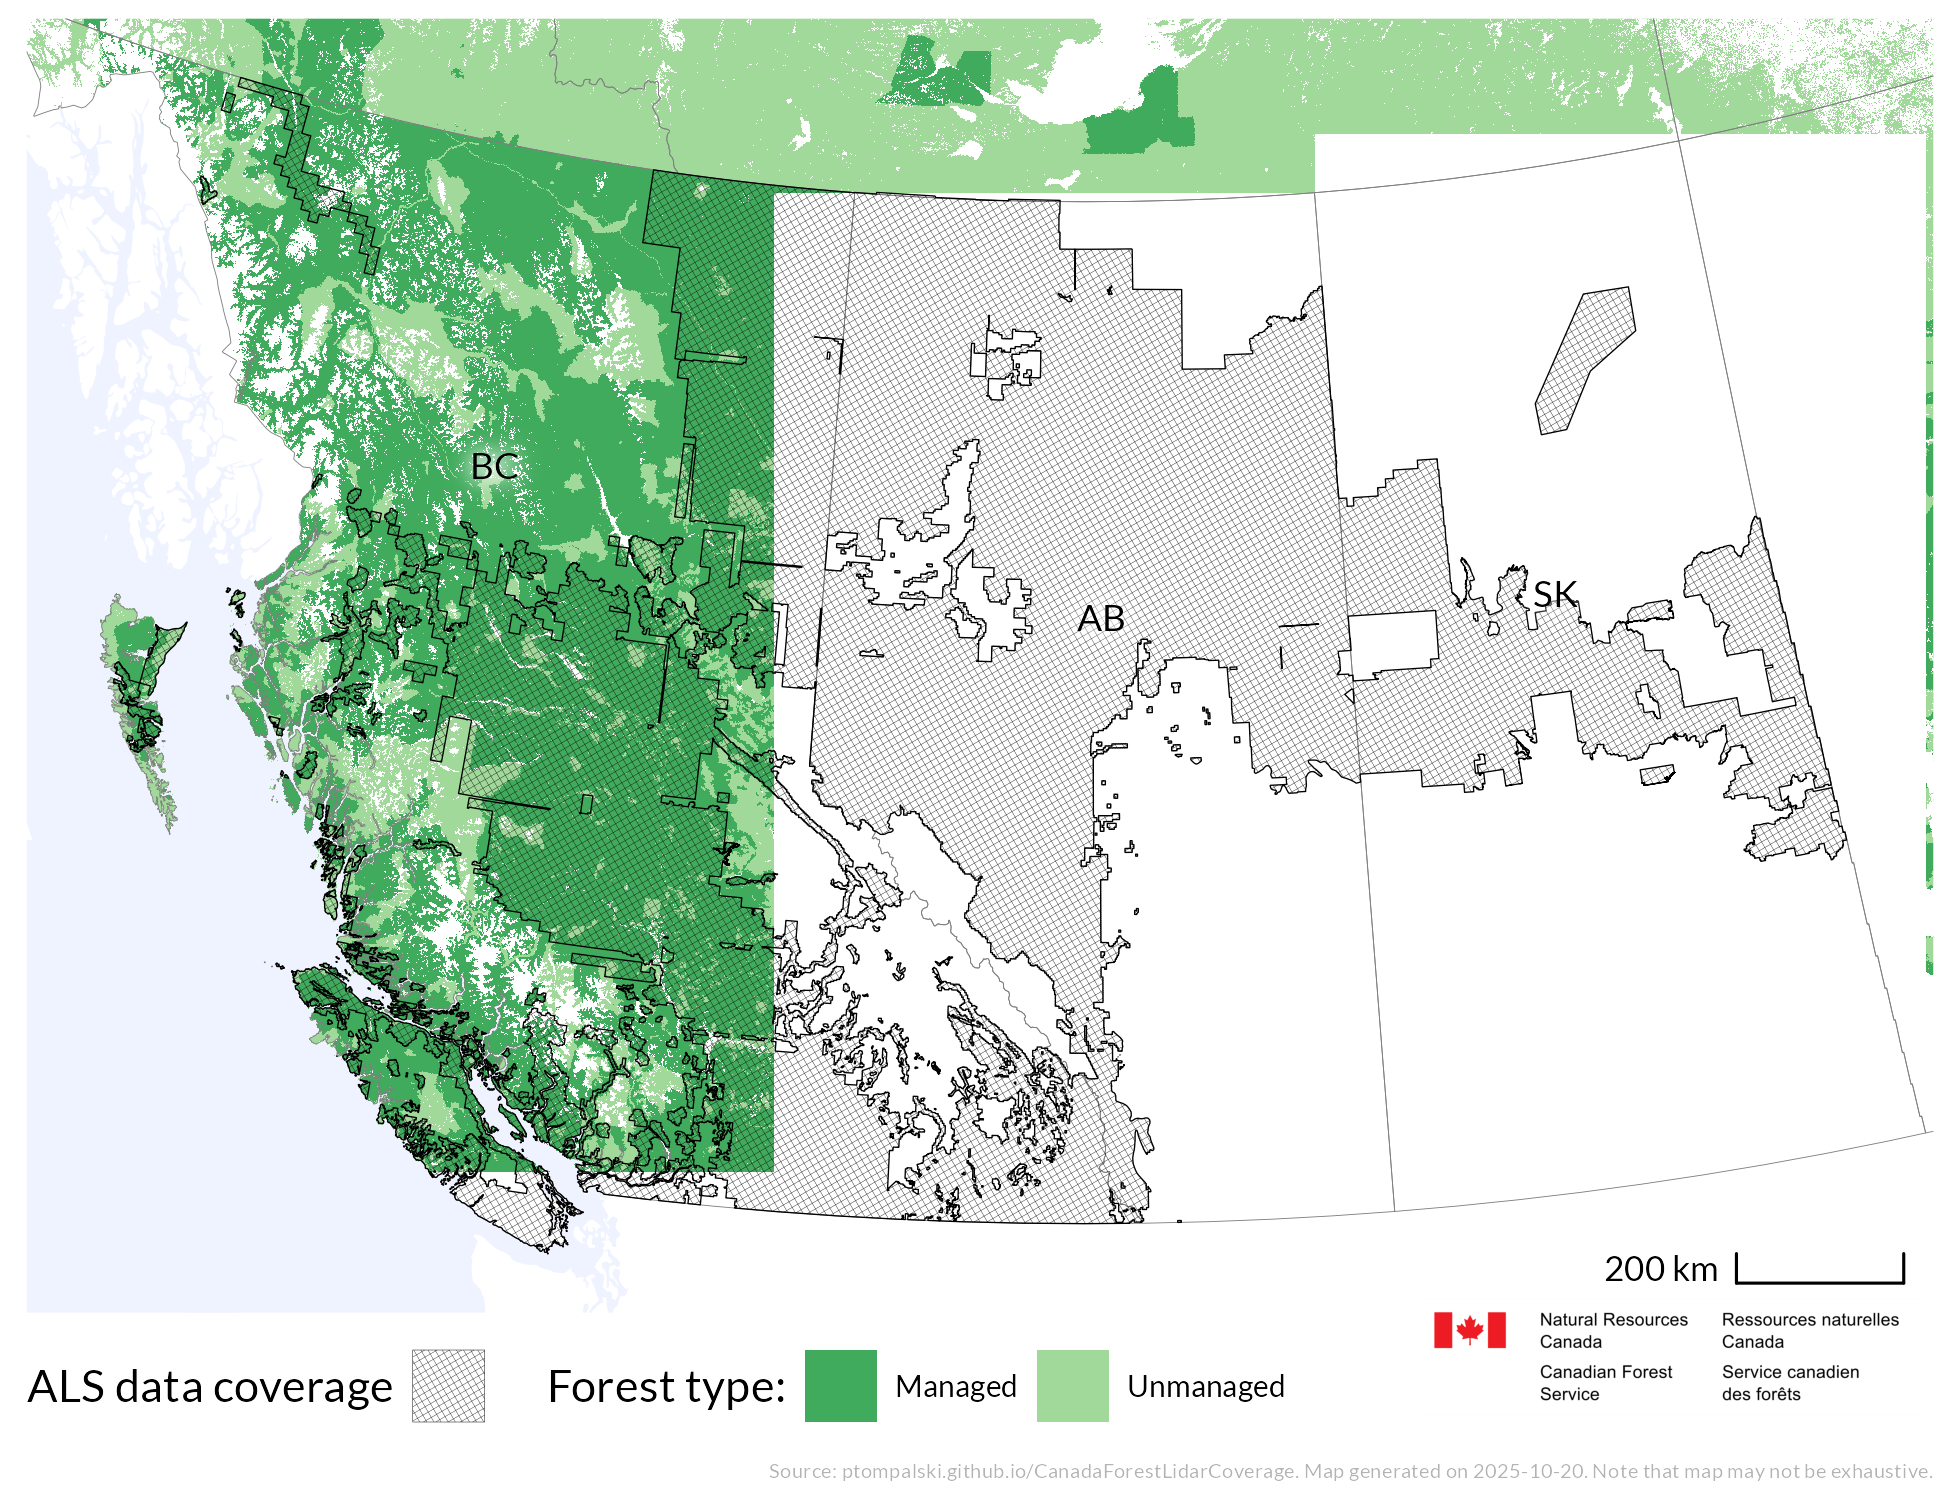 BC
SK
AB
200 km
Natural Resources
Canada
Ressources naturelles
Canada
Canadian Forest
Service
Service canadien
des forêts
ALS data coverage
Forest type:
Managed
Unmanaged
Source: ptompalski.github.io/CanadaForestLidarCoverage. Map generated on 2025-10-20. Note that map may not be exhaustive.